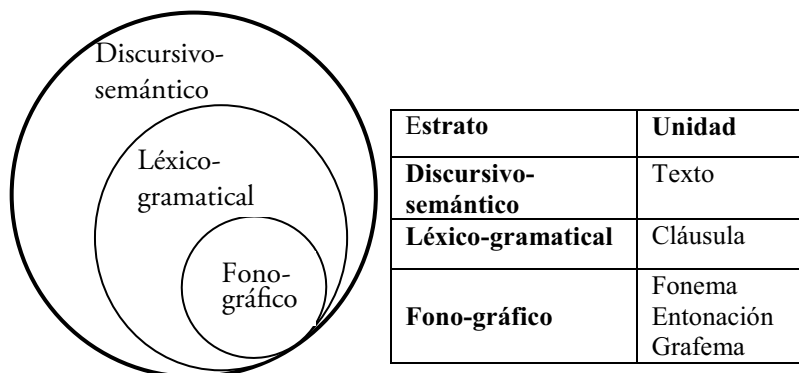 Discursivo-
semántico
Léxico-
gramatical
Fono-
gráfico
Estrato Unidad
Discursivo-
semántico Texto
Léxico-gramatical Cláusula
Fono-gráfico Fonema
Entonación
Grafema